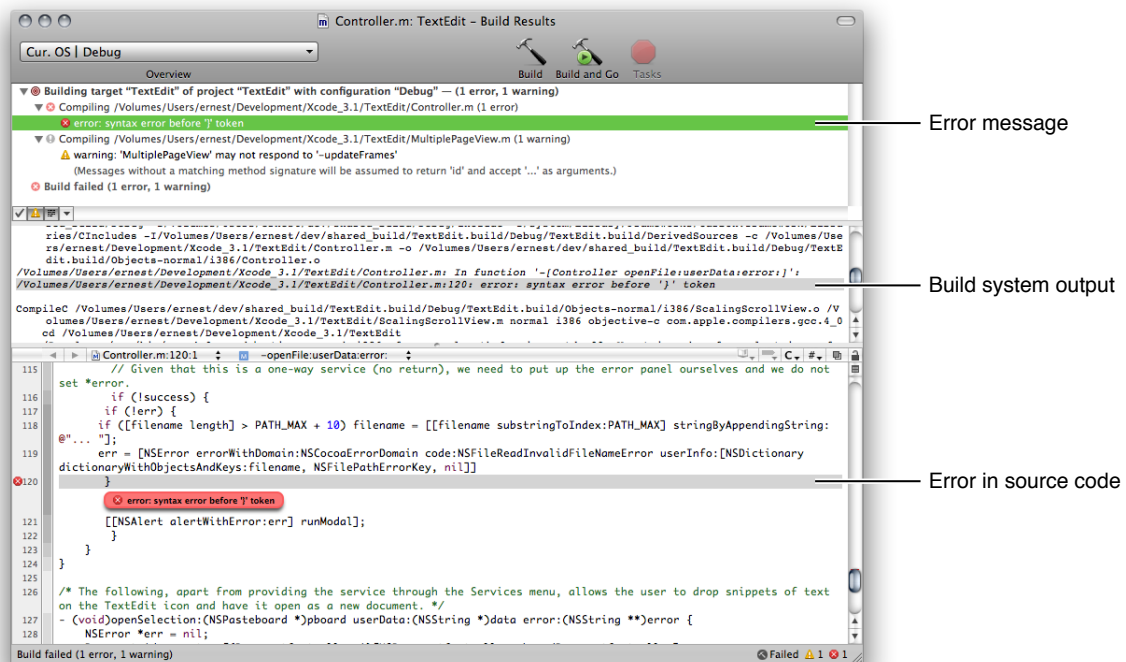 Controller.m: TextEdit – Build Results
Cur. OS | Debug
Overview
Build
Build and Go
Tasks
Building target “TextEdit” of project “TextEdit” with configuration “Debug” — (1 error, 1 warning)
Compiling /Volumes/Users/ernest/Development/Xcode_3.1/TextEdit/Controller.m (1 error)
error: syntax error before '}' token
Error message
Compiling /Volumes/Users/ernest/Development/Xcode_3.1/TextEdit/MultiplePageView.m (1 warning)
warning: 'MultiplePageView' may not respond to '-updateFrames'
(Messages without a matching method signature will be assumed to return 'id' and accept '...' as arguments.)
Build failed (1 error, 1 warning)
ries/CIncludes -I/Volumes/Users/ernest/dev/shared_build/TextEdit.build/Debug/TextEdit.build/DerivedSources -c /Volumes/Use
rs/ernest/Development/Xcode_3.1/TextEdit/Controller.m -o /Volumes/Users/ernest/dev/shared_build/TextEdit.build/Debug/TextE
dit.build/Objects-normal/i386/Controller.o
/Volumes/Users/ernest/Development/Xcode_3.1/TextEdit/Controller.m: In function '-[Controller openFile:userData:error:]':
/Volumes/Users/ernest/Development/Xcode_3.1/TextEdit/Controller.m:120: error: syntax error before '}' token
Build system output
CompileC /Volumes/Users/ernest/dev/shared_build/TextEdit.build/Debug/TextEdit.build/Objects-normal/i386/ScalingScrollView.o /V
olumes/Users/ernest/Development/Xcode_3.1/TextEdit/ScalingScrollView.m normal i386 objective-c com.apple.compilers.gcc.4_0
cd /Volumes/Users/ernest/Development/Xcode_3.1/TextEdit
Controller.m:120:1
M -openFile:userData:error:
C #
115 // Given that this is a one-way service (no return), we need to put up the error panel ourselves and we do not
set *error.
116 if (!success) {
117 if (!err) {
118 if ([filename length] > PATH_MAX + 10) filename = [[filename substringToIndex:PATH_MAX] stringByAppendingString:
@"... "];
119 err = [NSError errorWithDomain:NSCocoaErrorDomain code:NSFileReadInvalidFileNameError userInfo:[NSDictionary
dictionaryWithObjectsAndKeys:filename, NSFilePathErrorKey, nil]]
120 }
Error in source code
error: syntax error before '}' token
121 [[NSAlert alertWithError:err] runModal];
122 }
123 }
124 }
125
126 /* The following, apart from providing the service through the Services menu, allows the user to drop snippets of text
on the TextEdit icon and have it open as a new document. */
127 - (void)openSelection:(NSPasteboard *)pboard userData:(NSString *)data error:(NSString **)error {
128 NSError *err = nil;
Build failed (1 error, 1 warning)
Failed 1 1